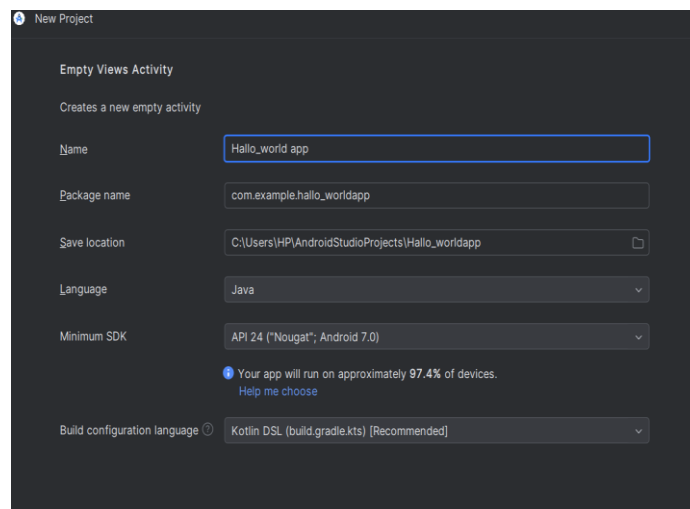 New Project
Empty Views Activity
Creates a new empty activity
Name Hallo_world app
Package name com.example.hallo_worldapp
Save location C:\Users\HP\AndroidStudioProjects\Hallo_worldapp
Language Java
Minimum SDK API 24 ("Nougat"; Android 7.0)
Your app will run on approximately 97.4% of devices.
Help me choose
Build configuration language Kotlin DSL (build.gradle.kts) [Recommended]